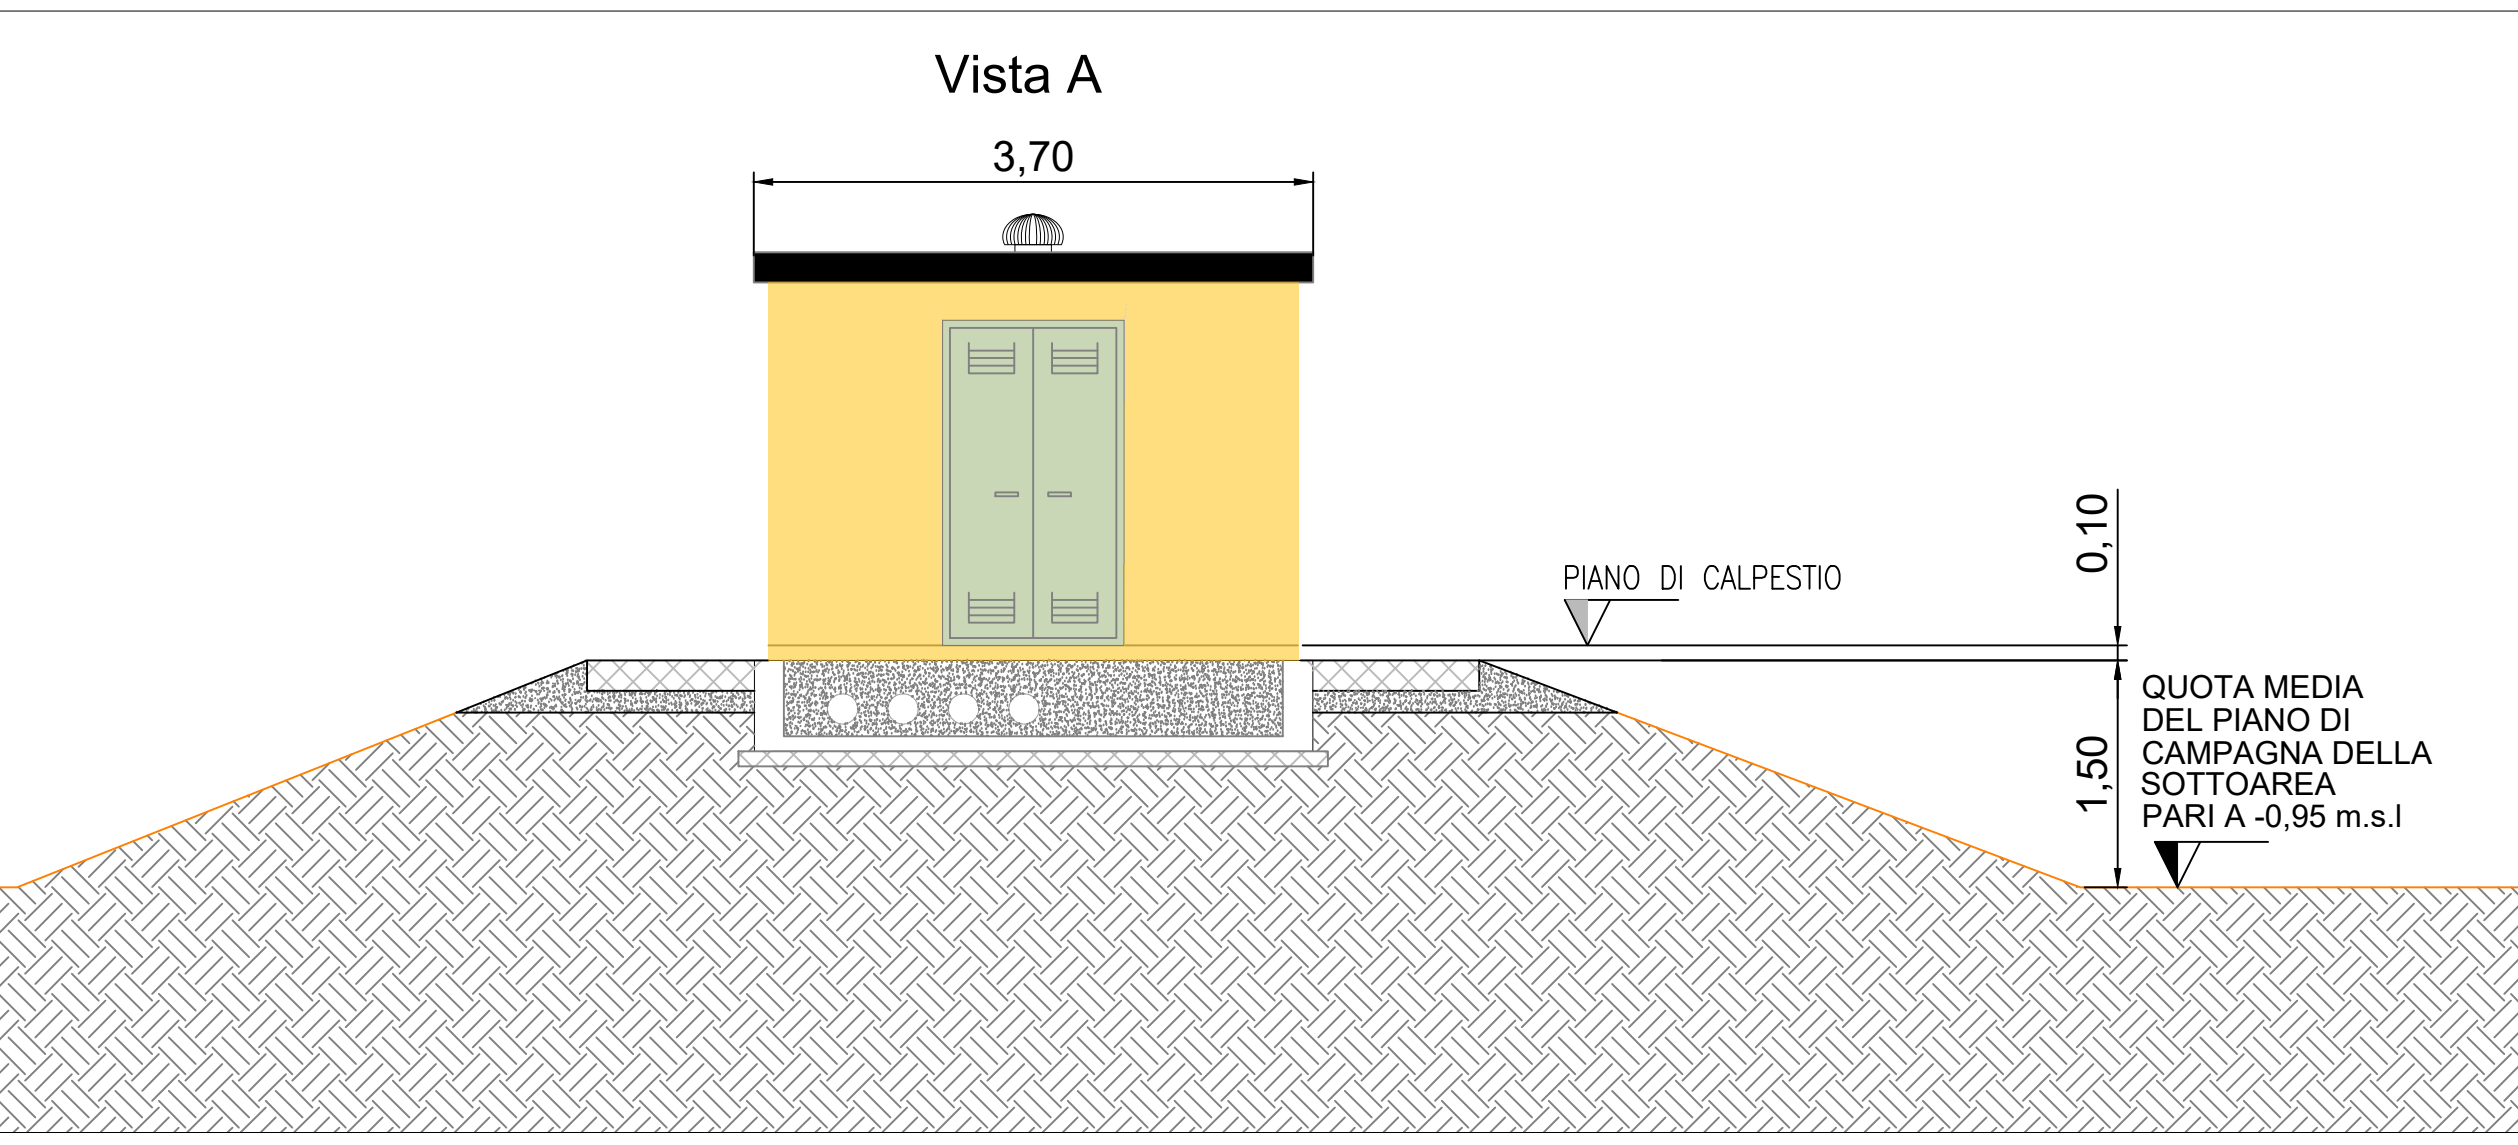 Vista A
3,70
0,10
PIANO DI CALPESTIO
QUOTA MEDIA
DEL PIANO DI
CAMPAGNA DELLA
SOTTOAREA
PARI A -0,95 m.s.l
1,50